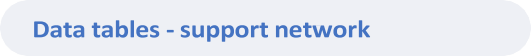 Data tables - support network